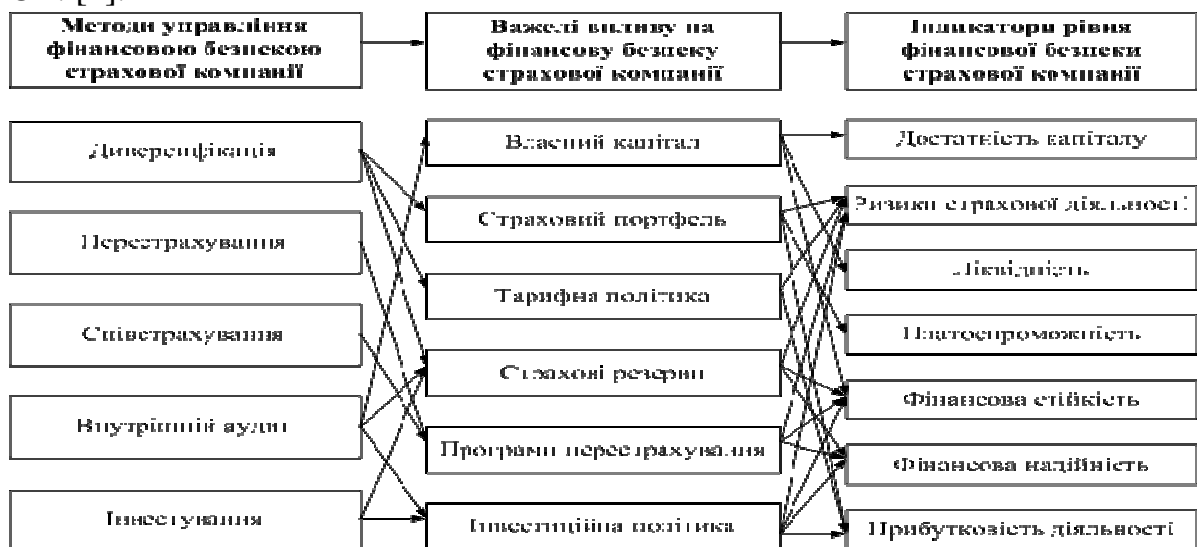 Методи управління
фінансовою безпекою
страхової компанії
Важелі впливу на
фінансову безпеку
страхової компанії
Індикатори рівня
фінансової безпеки
страхової компанії
Диверсифікація
Перестрахування
Співстрахування
Внутрішній аудит
Інвестування
Власний капітал
Страховий портфель
Тарифна політика
Страхові резерви
Програми перестрахування
Інвестиційна політика
Достатність капіталу
Ризики страхової діяльності
Ліквідність
Платоспроможність
Фінансова стійкість
Фінансова надійність
Прибутковість діяльності